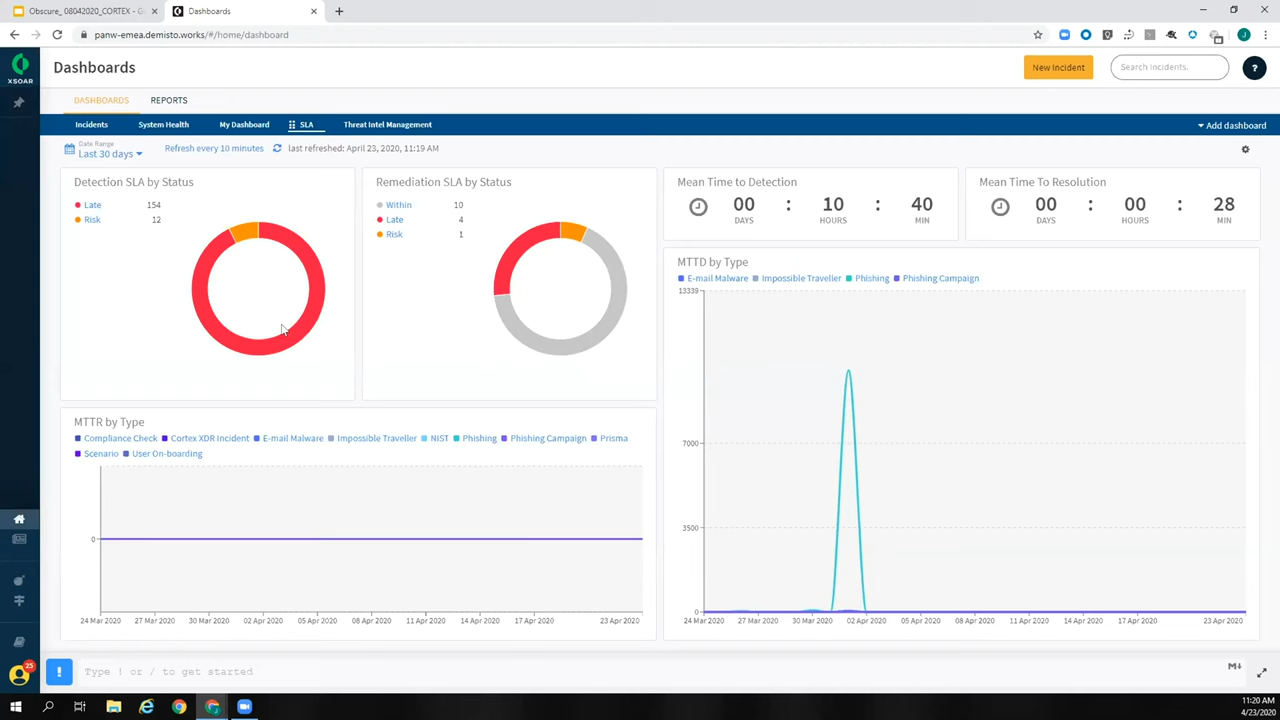 Obscure_ 08042020_CORTEX - G
Dashboards
panw-emea.demisto.works/#/home/dashboard
XSOAR
Dashboards
New Incident
Search Incidents.
?
DASHBOARDS
REPORTS
Incidents
System Health
My Dashboard
SLA
Threat Intel Management
Add dashboard
Date Range
Last 30 days
Refresh every 10 minutes
last refreshed: April 23, 2020, 11:19 AM
Detection SLA by Status
Late 154
Risk 12
Remediation SLA by Status
Within 10
Late 4
Risk 1
Mean Time to Detection
00 : 10 : 40
DAYS HOURS MIN
Mean Time To Resolution
00 : 00 : 28
DAYS HOURS MIN
MTTD by Type
E-mail Malware Impossible Traveller Phishing Phishing Campaign
13339
7000
3500
0
24 Mar 2020 27 Mar 2020 30 Mar 2020 02 Apr 2020 05 Apr 2020 08 Apr 2020 11 Apr 2020 14 Apr 2020 17 Apr 2020 23 Apr 2020
MTTR by Type
Compliance Check Cortex XDR Incident E-mail Malware Impossible Traveller NIST Phishing Phishing Campaign Prisma
Scenario User On-boarding
0
24 Mar 2020 27 Mar 2020 30 Mar 2020 02 Apr 2020 05 Apr 2020 08 Apr 2020 11 Apr 2020 14 Apr 2020 17 Apr 2020 23 Apr 2020
25
!
Type ! or / to get started
M
11:20 AM
4/23/2020